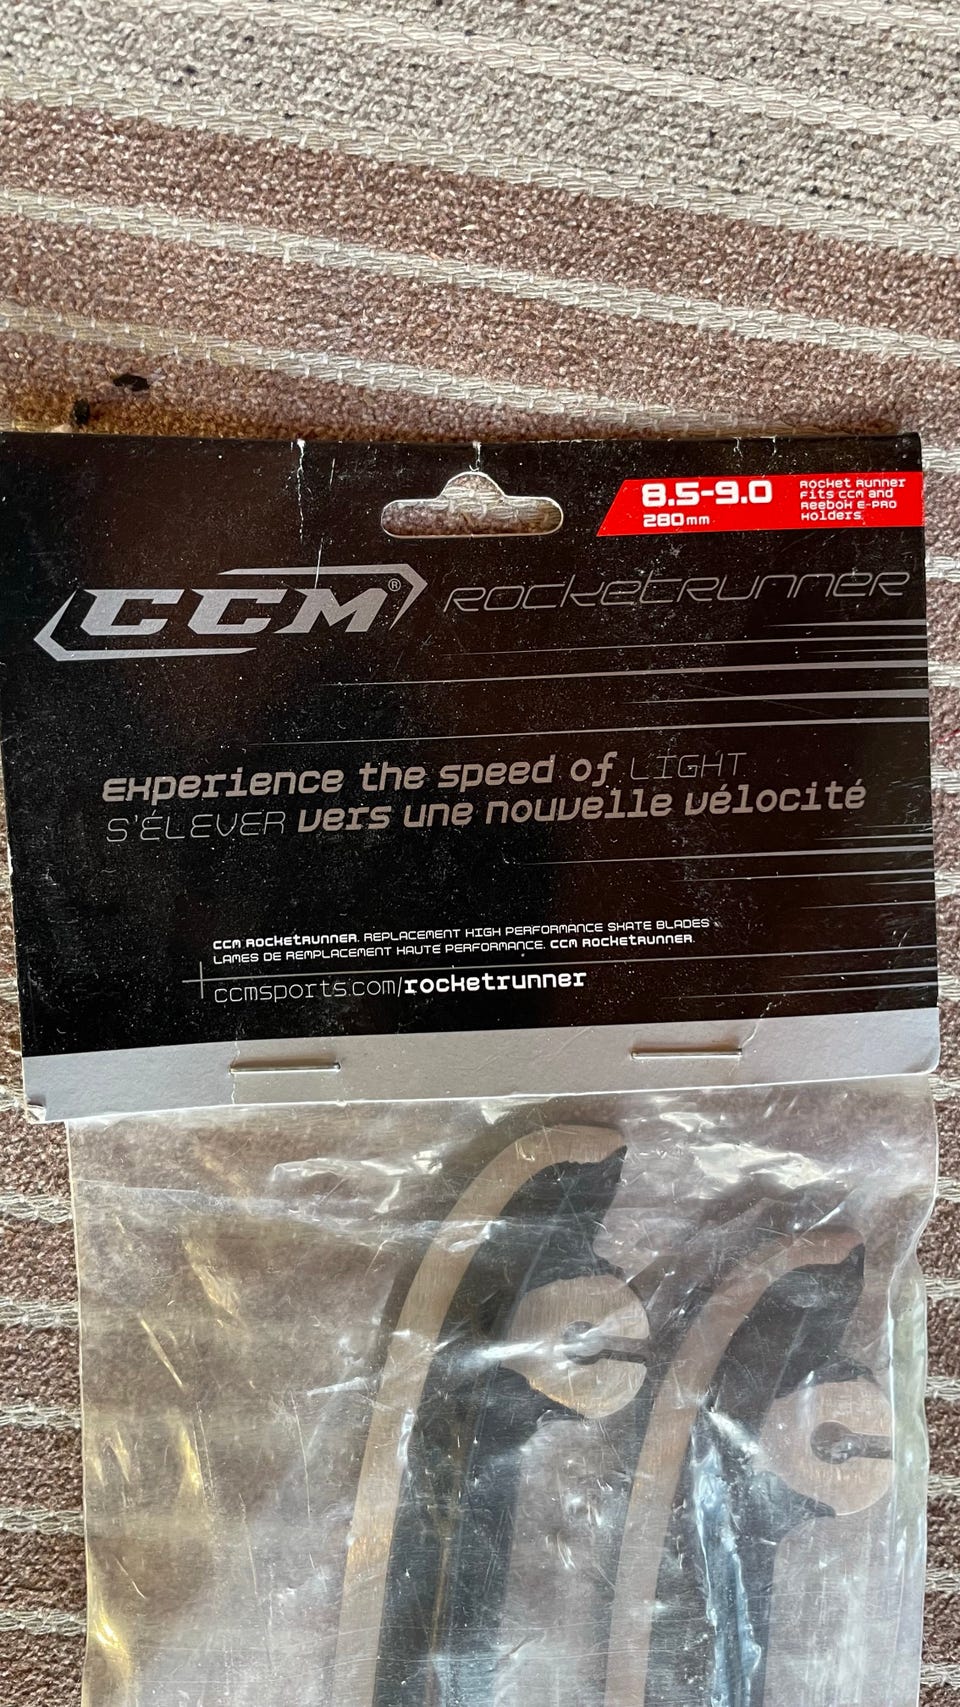 8.5-9.0
280mm
Rocket Runner
Fits CCM and
Reebok E-PRO
Holders.
CCM®
rocketrunner
Experience the speed of LIGHT
S'ÉLEVER vers une nouvelle vélocité
CCM ROCKETRUNNER. REPLACEMENT HIGH PERFORMANCE SKATE BLADES
LAMES DE REMPLACEMENT HAUTE PERFORMANCE. CCM ROCKETRUNNER.
ccmsports.com/rocketrunner